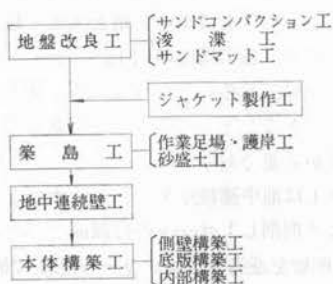 サンドコンパクション工
地盤改良工
浚渫工
サンドマット工
ジャケット製作工
築島工
作業足場・護岸工
砂盛土工
地中連続壁工
側壁構築工
本体構築工
底版構築工
内部構築工